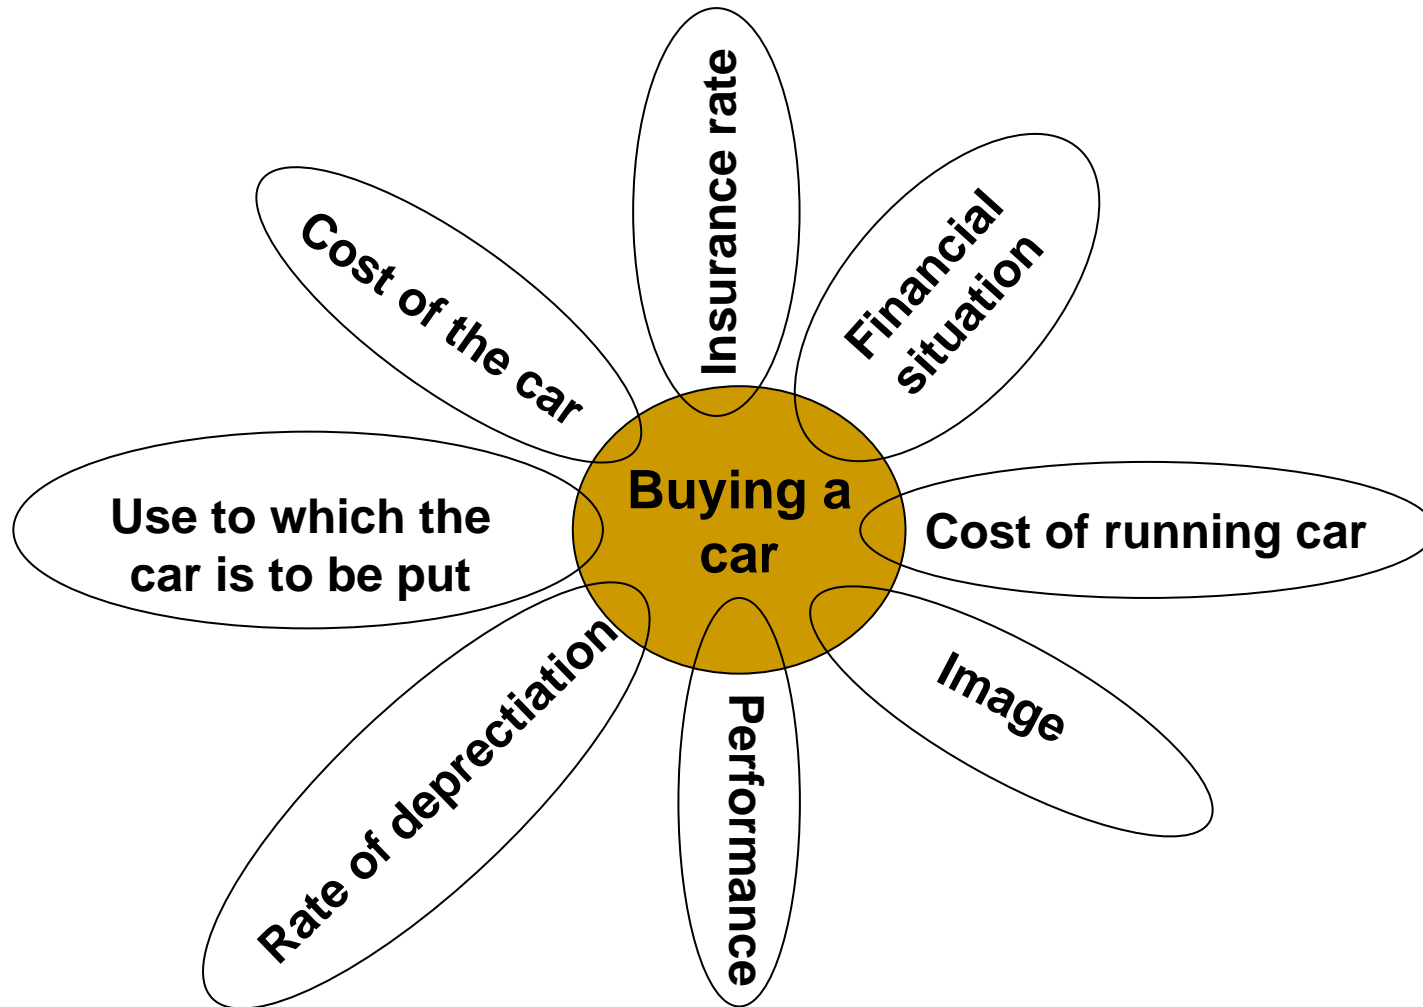 Insurance rate
Financial
situation
Cost of the car
Buying a
car
Use to which the
car is to be put
Cost of running car
Image
Rate of deprectiation
Performance